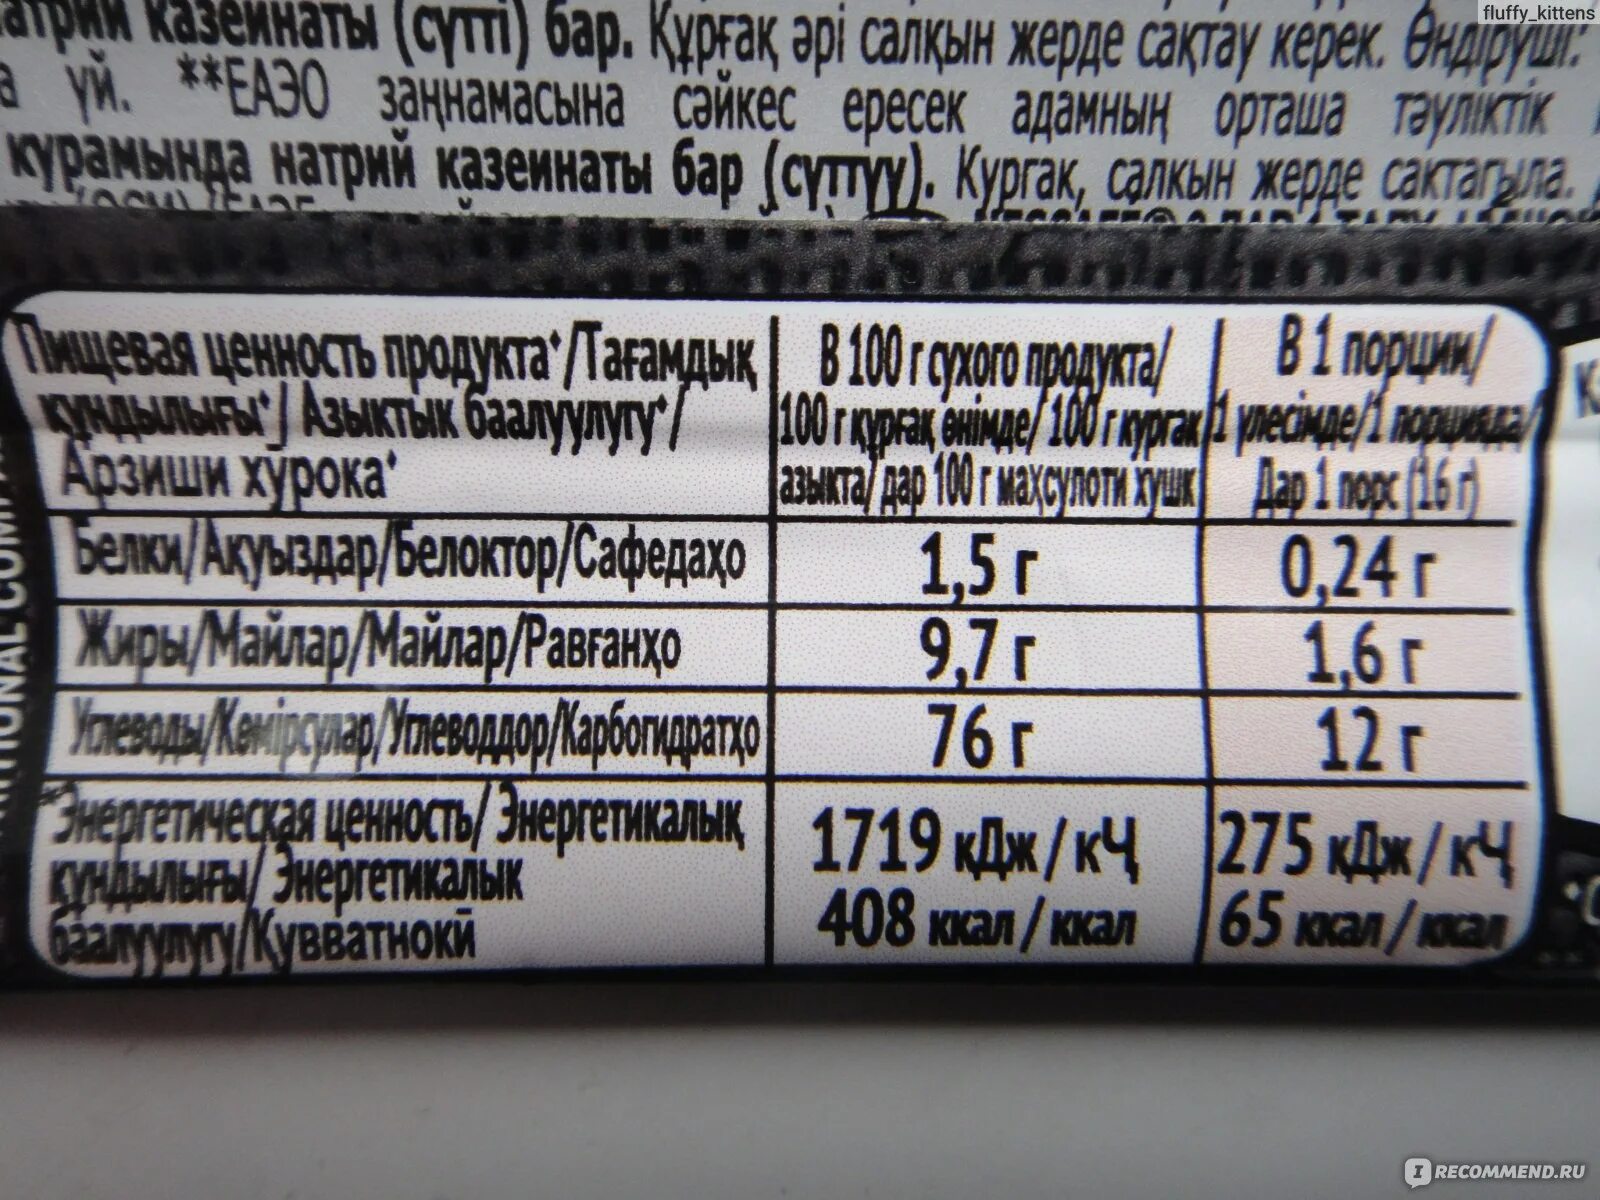 fluffy_kittens
натрий казеинаты (сүтті) бар. Құрғақ әрі салқын жерде сақтау керек. Өндіруші:
үй. **ЕАЭО заңнамасына сәйкес ересек адамның орташа тәуліктік
курамында натрий казеинаты бар (сүттүү). Кургак, салкын жерде сактагыла.
Пищевая ценность продукта*/Тағамдық
құндылығы*/ Азыктык баалуулугу*/
Арзиши хӯрока*
В 100 г сухого продукта/
100 г құрғақ өнімде/ 100 г кургак
азыкта/ дар 100 г маҳсулоти хушк
В 1 порции/
1 үлесімде/1 порцияда/
Дар 1 порс (16 г)
Белки/Ақуыздар/Белоктор/Сафедаҳо
1,5 г
0,24 г
Жиры/Майлар/Майлар/Равғанҳо
9,7 г
1,6 г
Углеводы/Көмірсулар/Углеводдор/Карбогидратҳо
76 г
12 г
Энергетическая ценность/ Энергетикалық
құндылығы/ Энергетикалык
баалуулугу/Қувватнокӣ
1719 кДж / кҶ
408 ккал / ккал
275 кДж / кҶ
65 ккал / ккал
RECOMMEND.RU